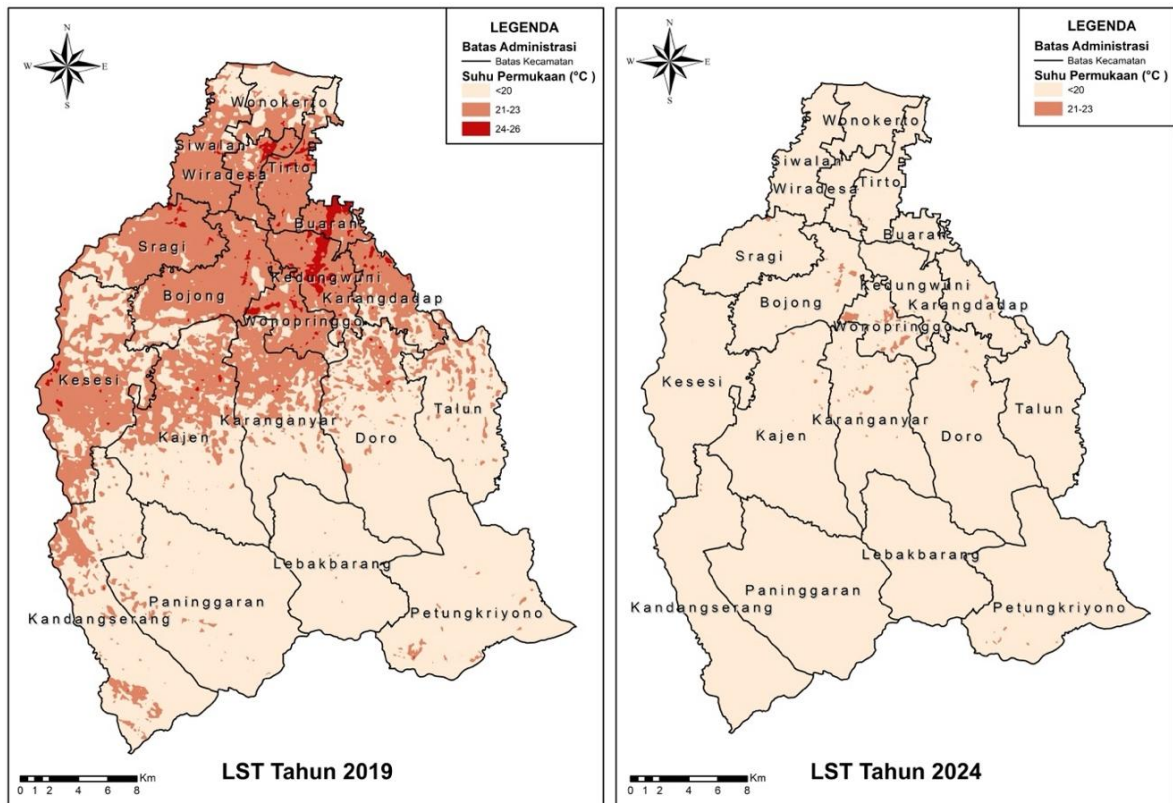 N
W E
S
LEGENDA
Batas Administrasi
Batas Kecamatan
Suhu Permukaan (°C )
<20
21-23
24-26
Wonokerto
Siwalan
Wiradesa
Tirto
Buaran
Sragi
Kedungwuni
Bojong
Karangdadap
Wonopringgo
Kesesi
Talun
Karanganyar
Kajen
Doro
Lebakbarang
Paninggaran
Petungkriyono
Kandangserang
0 1 2 4 6 8
Km
LST Tahun 2019
N
W E
S
LEGENDA
Batas Administrasi
Batas Kecamatan
Suhu Permukaan (°C )
<20
21-23
Wonokerto
Siwalan
Wiradesa
Tirto
Buaran
Sragi
Kedungwuni
Bojong
Karangdadap
Wonopringgo
Kesesi
Talun
Karanganyar
Kajen
Doro
Lebakbarang
Paninggaran
Petungkriyono
Kandangserang
0 1 2 4 6 8
Km
LST Tahun 2024